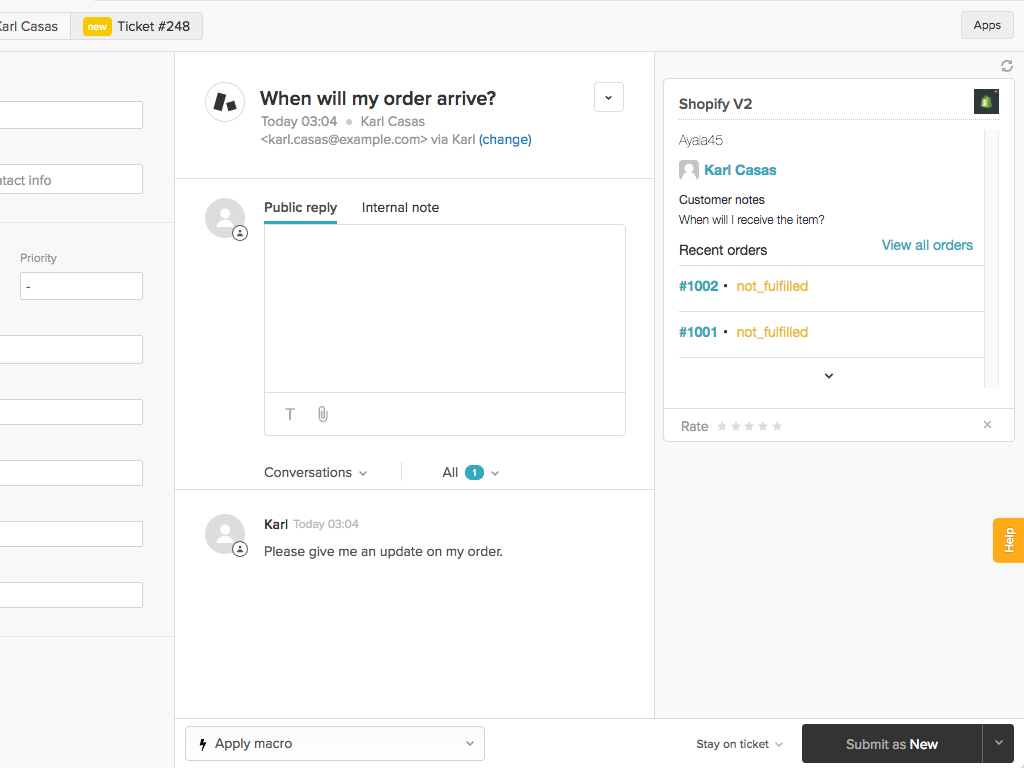 Karl Casas
new Ticket #248
Apps
tact info
Priority
-
When will my order arrive?
Today 03:04 Karl Casas
<karl.casas@example.com> via Karl (change)
Public reply Internal note
T
Conversations All 1
Karl Today 03:04
Please give me an update on my order.
Shopify V2
Ayala45
Karl Casas
Customer notes
When will I receive the item?
Recent orders View all orders
#1002 • not_fulfilled
#1001 • not_fulfilled
Rate
Help
Apply macro
Stay on ticket
Submit as New